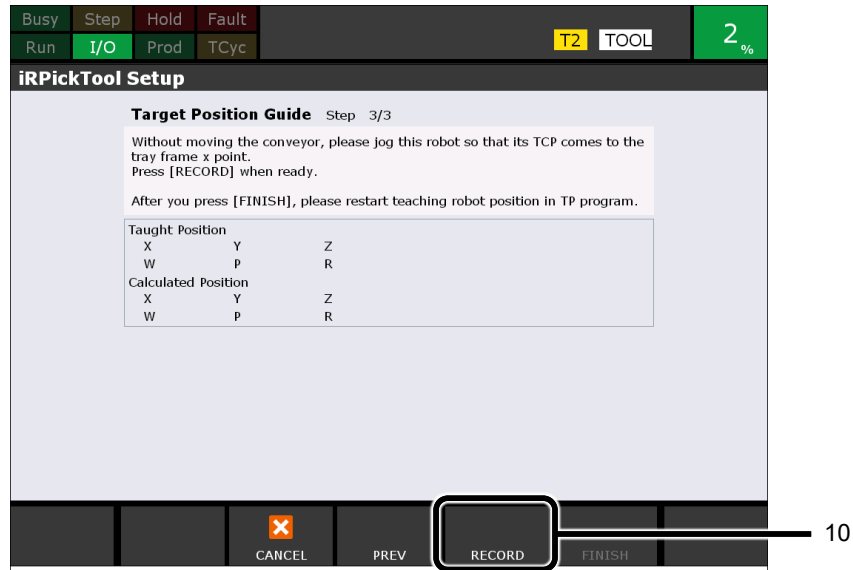 Busy Step Hold Fault
Run I/O Prod TCyc T2 TOOL 2 %
iRPickTool Setup
Target Position Guide Step 3/3
Without moving the conveyor, please jog this robot so that its TCP comes to the
tray frame x point.
Press [RECORD] when ready.
After you press [FINISH], please restart teaching robot position in TP program.
Taught Position
X Y Z
W P R
Calculated Position
X Y Z
W P R
10
CANCEL PREV RECORD FINISH